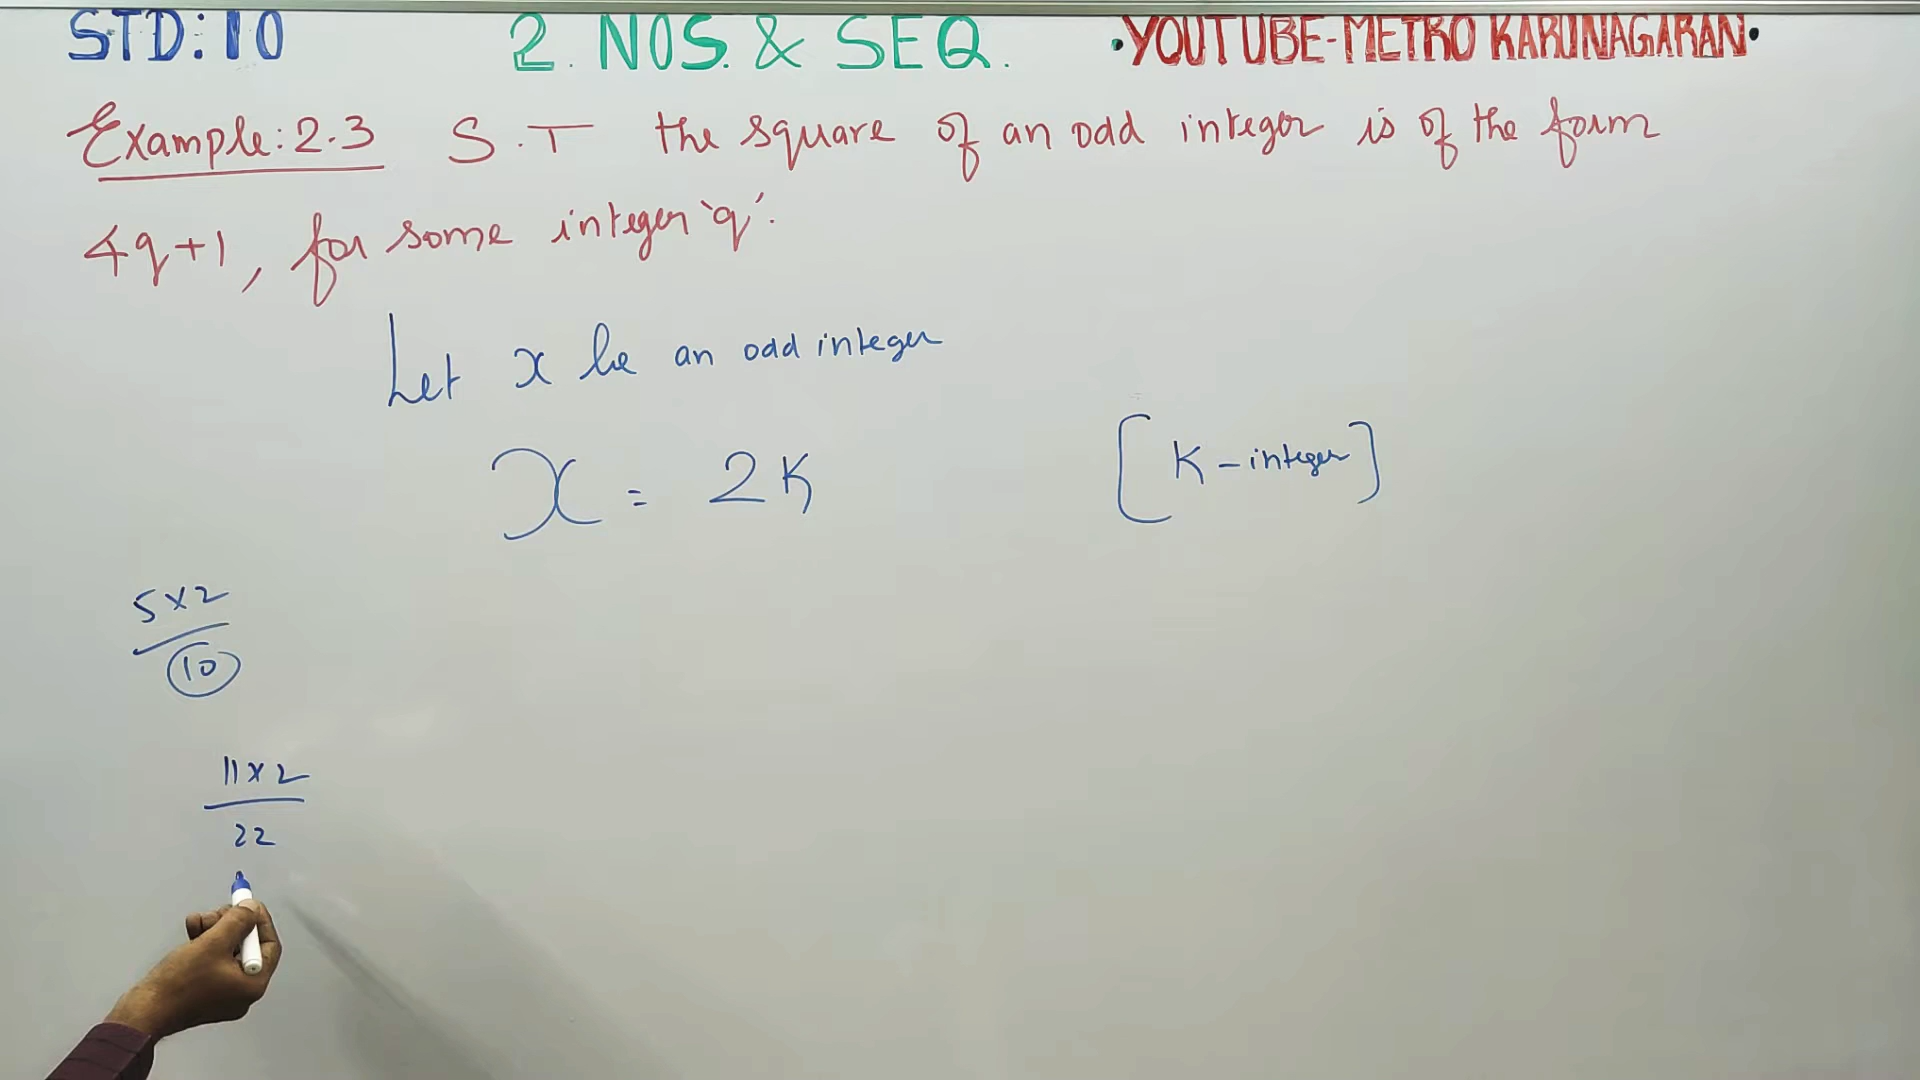 STD:10 2. NOS. & SEQ. •YOUTUBE-METRO KARUNAGARAN•
Example: 2.3 S.T the square of an odd integer is of the form
4q+1, for some integer 'q'.
Let x be an odd integer
x = 2K [K - integer]
5x2
10
11x2
22